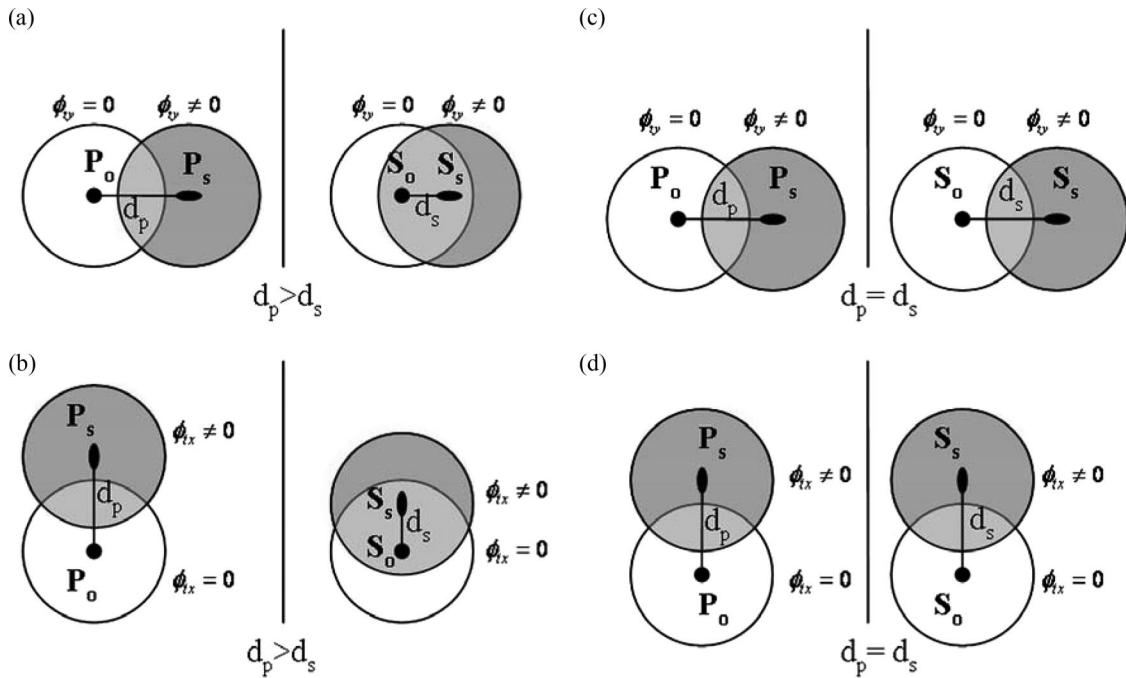 (a)
ϕty = 0 ϕty ≠ 0 ϕty = 0 ϕty ≠ 0
Po Ps So Ss
dp ds
dp>ds
(b)
Ps
ϕtx ≠ 0
dp
Ss ϕtx ≠ 0
ds
So ϕtx = 0
Po ϕtx = 0
dp>ds
(c)
ϕty = 0 ϕty ≠ 0 ϕty = 0 ϕty ≠ 0
Po Ps So Ss
dp ds
dp= ds
(d)
Ps Ss
ϕtx ≠ 0 ϕtx ≠ 0
dp ds
ϕtx = 0 ϕtx = 0
Po So
dp= ds